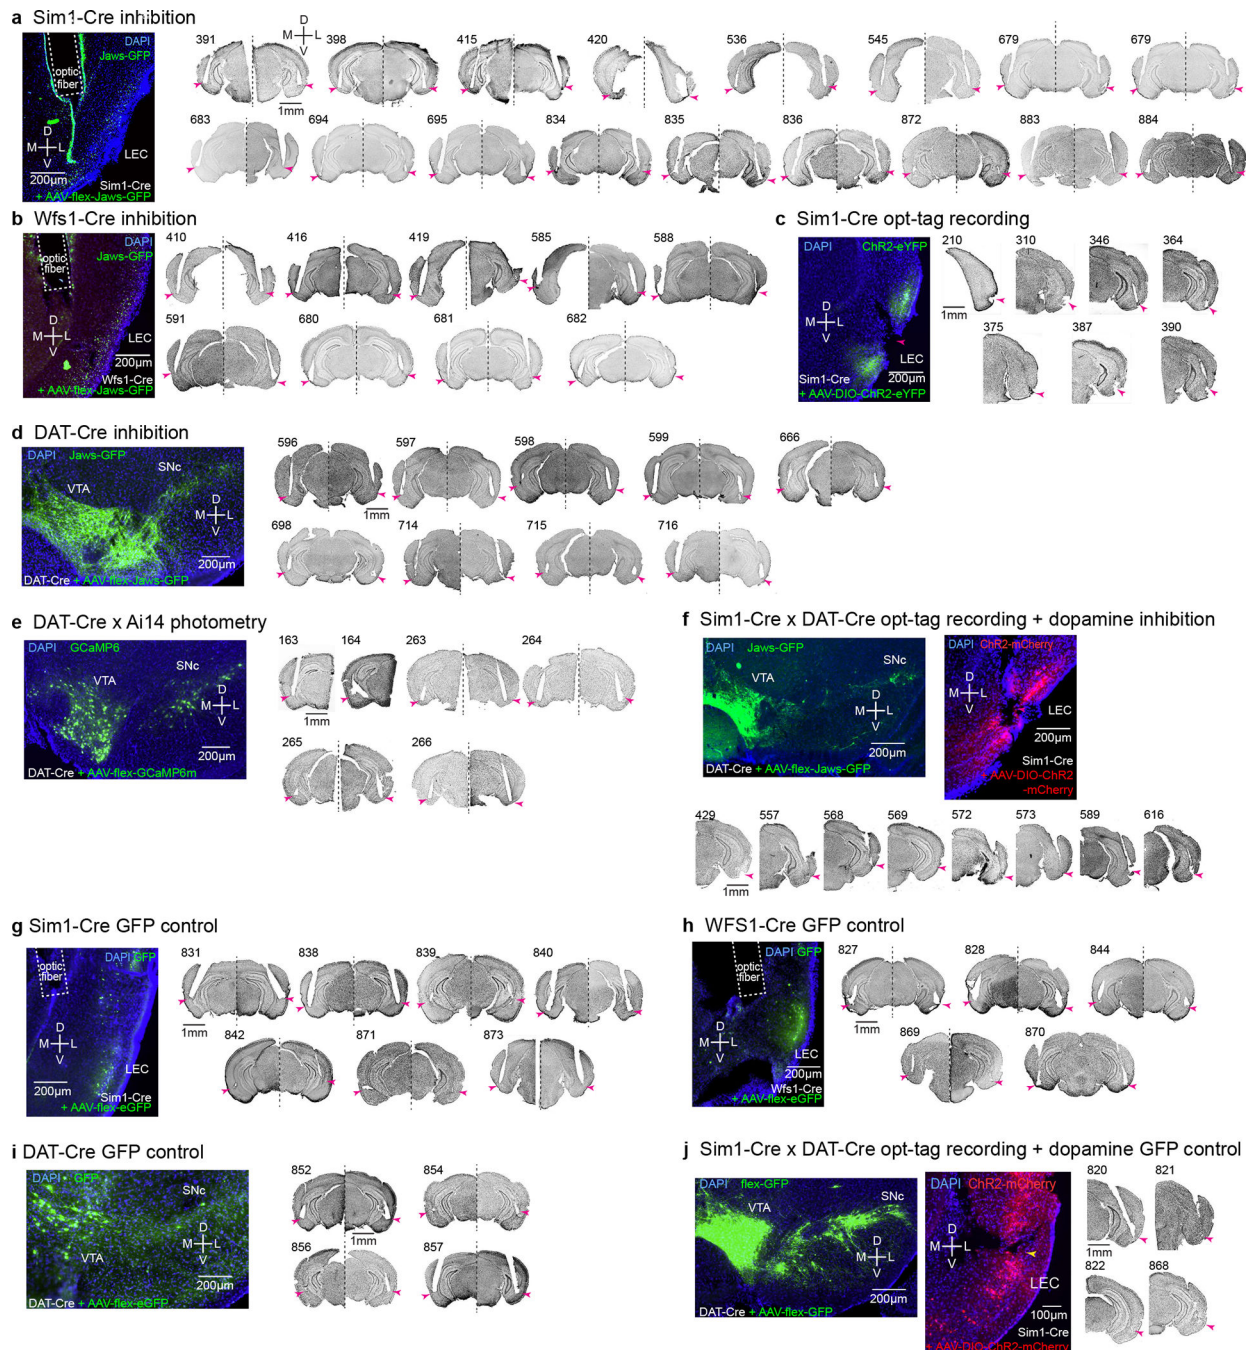 a Sim1-Cre inhibition
DAPI
Jaws-GFP
optic
fiber
D
M L
V
LEC
200µm
Sim1-Cre
+ AAV-flex-Jaws-GFP
391 398 415 420 536 545 679 679
D
M L
V
1mm
683 694 695 834 835 836 872 883 884
b Wfs1-Cre inhibition
DAPI
Jaws-GFP
optic
fiber
D
M L
V
LEC
200µm
Wfs1-Cre
+ AAV-flex-Jaws-GFP
410 416 419 585 588
591 680 681 682
c Sim1-Cre opt-tag recording
DAPI ChR2-eYFP
D
M L
V
LEC
Sim1-Cre 200µm
+ AAV-DIO-ChR2-eYFP
210 310 346 364
1mm
375 387 390
d DAT-Cre inhibition
DAPI Jaws-GFP
SNc
VTA
D
M L
V
200µm
DAT-Cre + AAV-flex-Jaws-GFP
596 597 598 599 666
1mm
698 714 715 716
e DAT-Cre x Ai14 photometry
DAPI GCaMP6
SNc
VTA
D
M L
V
200µm
DAT-Cre + AAV-flex-GCaMP6m
163 164 263 264
1mm
265 266
f Sim1-Cre x DAT-Cre opt-tag recording + dopamine inhibition
DAPI Jaws-GFP
SNc
VTA
D
M L
V
200µm
DAT-Cre + AAV-flex-Jaws-GFP
DAPI ChR2-mCherry
D
M L
V
LEC
200µm
Sim1-Cre
+ AAV-DIO-ChR2
-mCherry
429 557 568 569 572 573 589 616
1mm
g Sim1-Cre GFP control
DAPI GFP
optic
fiber
D
M L
V
LEC
200µm
Sim1-Cre
+ AAV-flex-eGFP
831 838 839 840
1mm
842 871 873
h WFS1-Cre GFP control
DAPI GFP
optic
fiber
D
M L
V
LEC
200µm
Wfs1-Cre
+ AAV-flex-eGFP
827 828 844
1mm
869 870
i DAT-Cre GFP control
DAPI GFP
SNc
VTA
D
M L
V
200µm
DAT-Cre + AAV-flex-eGFP
852 854
1mm
856 857
j Sim1-Cre x DAT-Cre opt-tag recording + dopamine GFP control
DAPI flex-GFP
VTA SNc
D
M L
V
200µm
DAT-Cre + AAV-flex-GFP
DAPI ChR2-mCherry
D
M L
V
LEC
100µm
Sim1-Cre
+ AAV-DIO-ChR2-mCherry
820 821
1mm
822 868